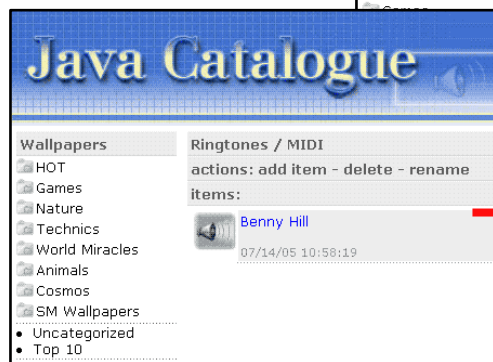 Games
Java Catalogue
Wallpapers
HOT
Games
Nature
Technics
World Miracles
Animals
Cosmos
SM Wallpapers
Uncategorized
Top 10
Ringtones / MIDI
actions: add item - delete - rename
items:
Benny Hill
07/14/05 10:58:19